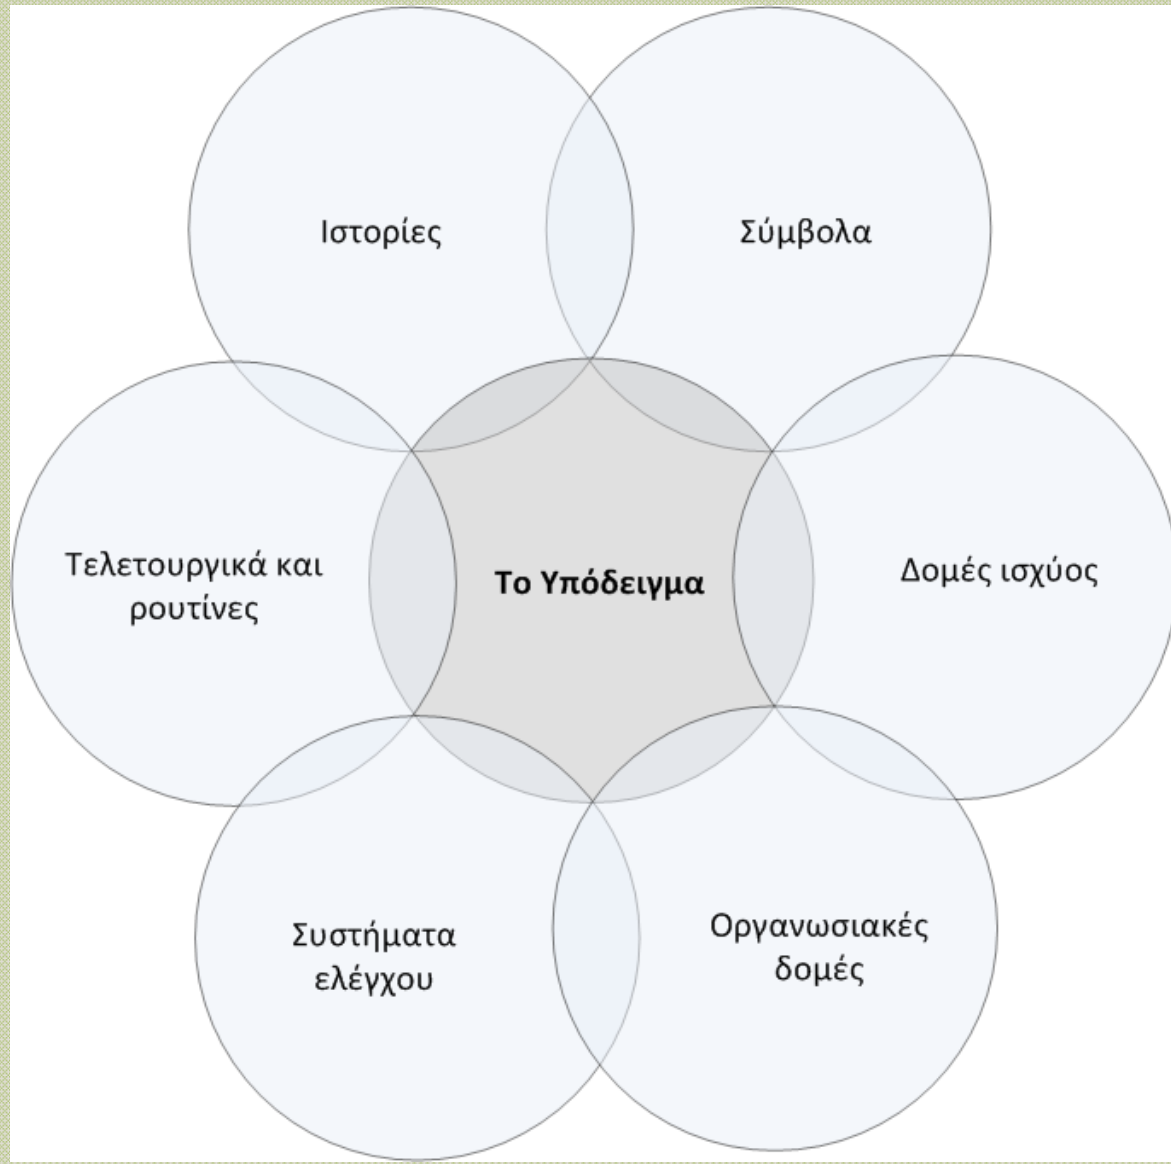 Ιστορίες
Σύμβολα
Τελετουργικά και
ρουτίνες
Το Υπόδειγμα
Δομές ισχύος
Συστήματα
ελέγχου
Οργανωσιακές
δομές